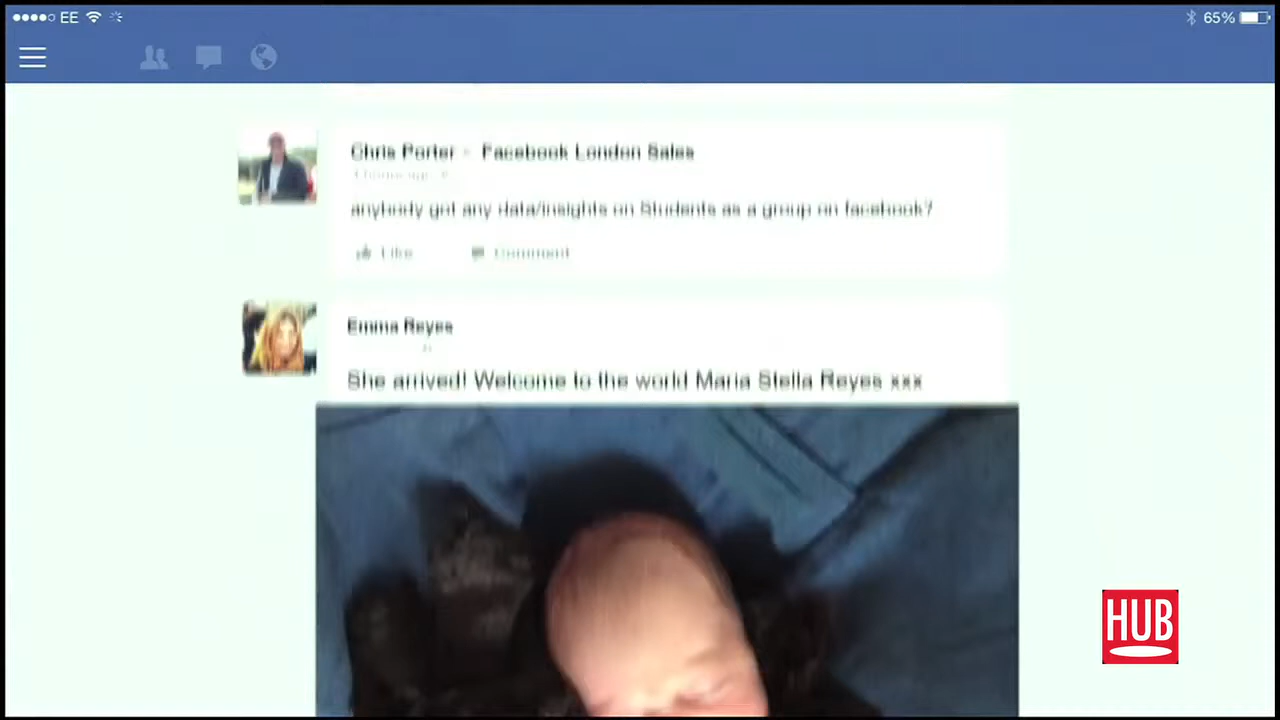 EE 65%
Chris Porter Facebook London Sales
anybody got any data/insights on Students as a group on facebook?
Like Comment
Emma Reyes
She arrived! Welcome to the world Maria Stella Reyes xxx
HUB